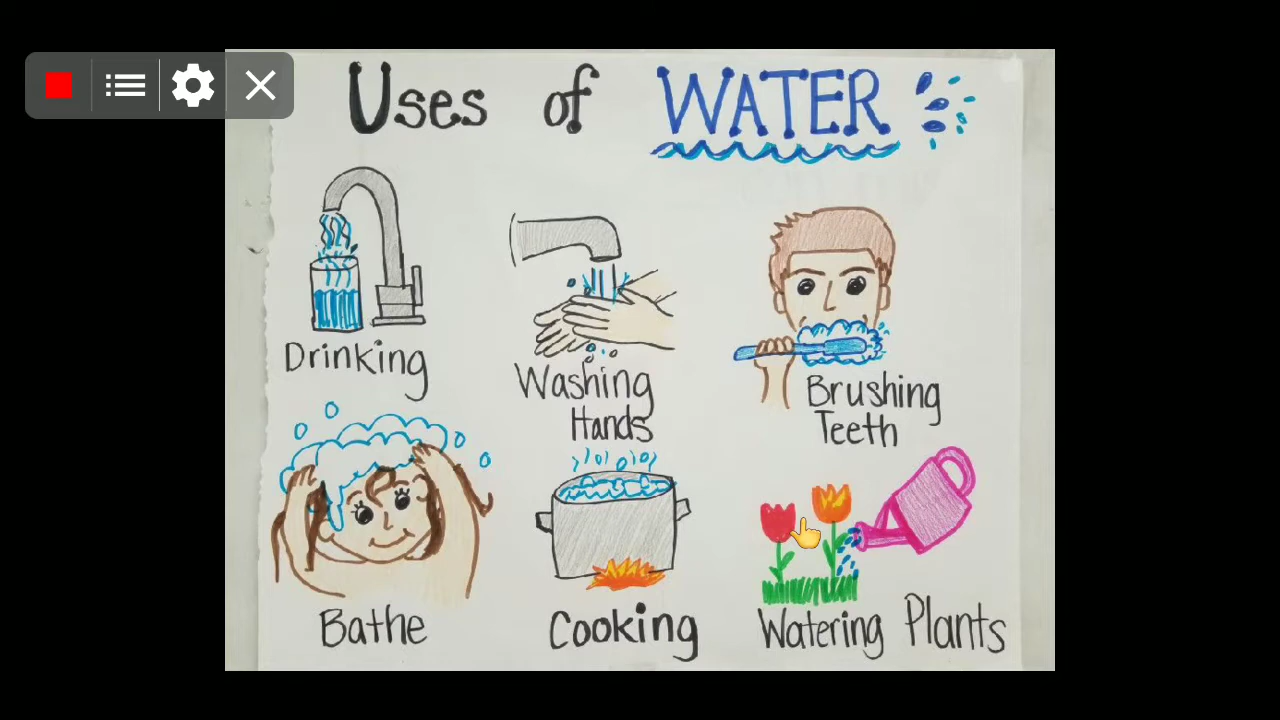 Uses of WATER
Drinking
Washing
Hands
Brushing
Teeth
Bathe
Cooking
Watering Plants